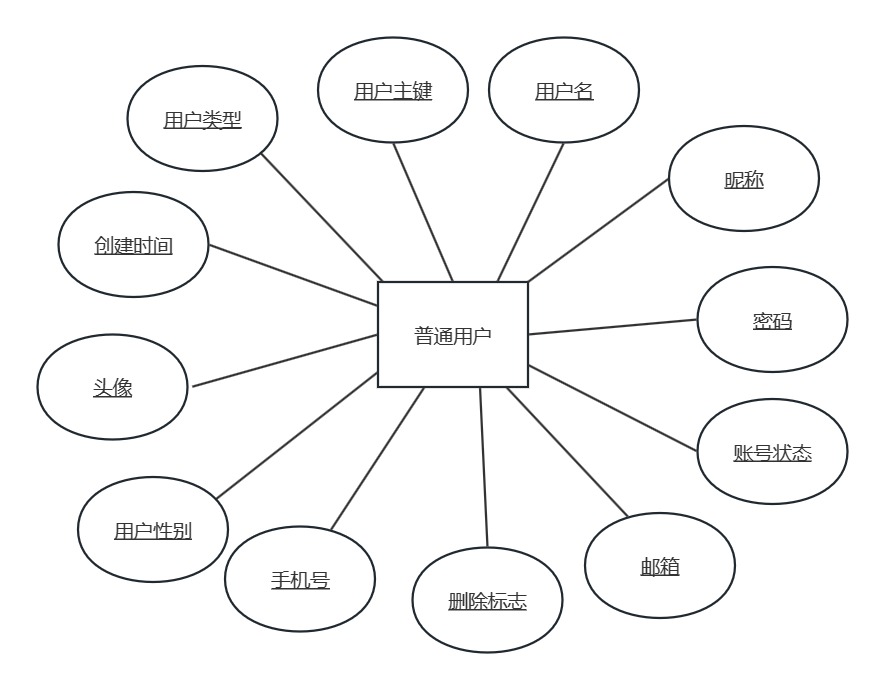 用户主键
用户名
用户类型
昵称
创建时间
密码
普通用户
头像
账号状态
用户性别
邮箱
手机号
删除标志